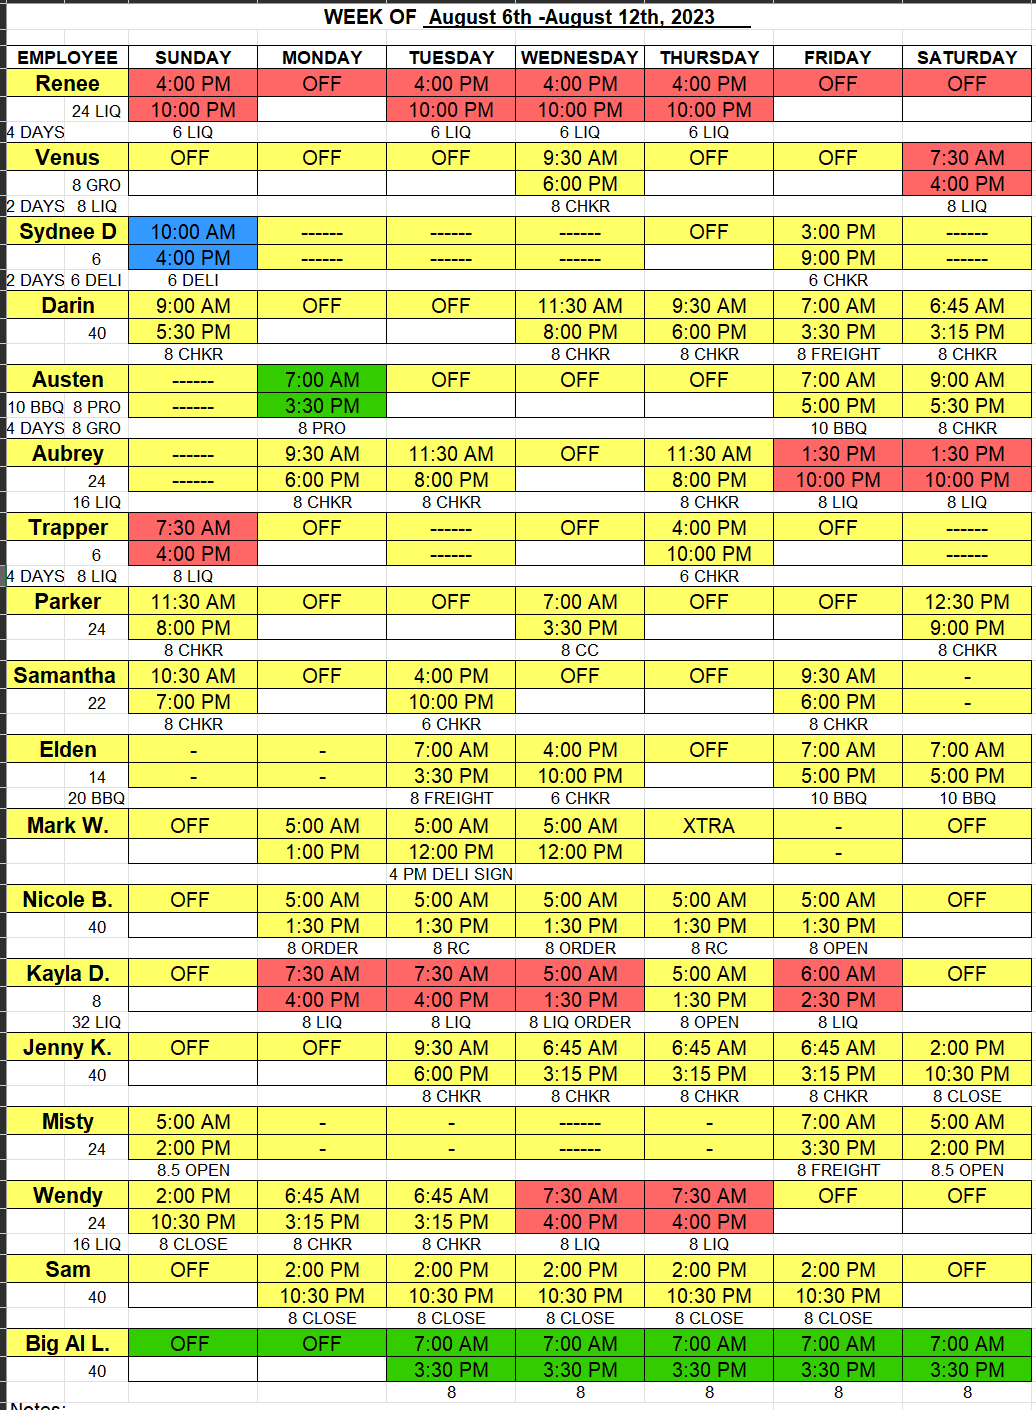 WEEK OF August 6th -August 12th, 2023
EMPLOYEE SUNDAY MONDAY TUESDAY WEDNESDAY THURSDAY FRIDAY SATURDAY
Renee 4:00 PM OFF 4:00 PM 4:00 PM 4:00 PM OFF OFF
24 LIQ 10:00 PM 10:00 PM 10:00 PM 10:00 PM
4 DAYS 6 LIQ 6 LIQ 6 LIQ 6 LIQ
Venus OFF OFF OFF 9:30 AM OFF OFF 7:30 AM
8 GRO 6:00 PM 4:00 PM
2 DAYS 8 LIQ 8 CHKR 8 LIQ
Sydnee D 10:00 AM ------ ------ ------ OFF 3:00 PM ------
6 4:00 PM ------ ------ ------ 9:00 PM ------
2 DAYS 6 DELI 6 DELI 6 CHKR
Darin 9:00 AM OFF OFF 11:30 AM 9:30 AM 7:00 AM 6:45 AM
40 5:30 PM 8:00 PM 6:00 PM 3:30 PM 3:15 PM
8 CHKR 8 CHKR 8 CHKR 8 FREIGHT 8 CHKR
Austen ------ 7:00 AM OFF OFF OFF 7:00 AM 9:00 AM
10 BBQ 8 PRO ------ 3:30 PM 5:00 PM 5:30 PM
4 DAYS 8 GRO 8 PRO 10 BBQ 8 CHKR
Aubrey ------ 9:30 AM 11:30 AM OFF 11:30 AM 1:30 PM 1:30 PM
24 ------ 6:00 PM 8:00 PM 8:00 PM 10:00 PM 10:00 PM
16 LIQ 8 CHKR 8 CHKR 8 CHKR 8 LIQ 8 LIQ
Trapper 7:30 AM OFF ------ OFF 4:00 PM OFF ------
6 4:00 PM ------ 10:00 PM ------
4 DAYS 8 LIQ 8 LIQ 6 CHKR
Parker 11:30 AM OFF OFF 7:00 AM OFF OFF 12:30 PM
24 8:00 PM 3:30 PM 9:00 PM
8 CHKR 8 CC 8 CHKR
Samantha 10:30 AM OFF 4:00 PM OFF OFF 9:30 AM -
22 7:00 PM 10:00 PM 6:00 PM -
8 CHKR 6 CHKR 8 CHKR
Elden - - 7:00 AM 4:00 PM OFF 7:00 AM 7:00 AM
14 - - 3:30 PM 10:00 PM 5:00 PM 5:00 PM
20 BBQ 8 FREIGHT 6 CHKR 10 BBQ 10 BBQ
Mark W. OFF 5:00 AM 5:00 AM 5:00 AM XTRA - OFF
1:00 PM 12:00 PM 12:00 PM -
4 PM DELI SIGN
Nicole B. OFF 5:00 AM 5:00 AM 5:00 AM 5:00 AM 5:00 AM OFF
40 1:30 PM 1:30 PM 1:30 PM 1:30 PM 1:30 PM
8 ORDER 8 RC 8 ORDER 8 RC 8 OPEN
Kayla D. OFF 7:30 AM 7:30 AM 5:00 AM 5:00 AM 6:00 AM OFF
8 4:00 PM 4:00 PM 1:30 PM 1:30 PM 2:30 PM
32 LIQ 8 LIQ 8 LIQ 8 LIQ ORDER 8 OPEN 8 LIQ
Jenny K. OFF OFF 9:30 AM 6:45 AM 6:45 AM 6:45 AM 2:00 PM
40 6:00 PM 3:15 PM 3:15 PM 3:15 PM 10:30 PM
8 CHKR 8 CHKR 8 CHKR 8 CHKR 8 CLOSE
Misty 5:00 AM - - ------ - 7:00 AM 5:00 AM
24 2:00 PM - - ------ - 3:30 PM 2:00 PM
8.5 OPEN 8 FREIGHT 8.5 OPEN
Wendy 2:00 PM 6:45 AM 6:45 AM 7:30 AM 7:30 AM OFF OFF
24 10:30 PM 3:15 PM 3:15 PM 4:00 PM 4:00 PM
16 LIQ 8 CLOSE 8 CHKR 8 CHKR 8 LIQ 8 LIQ
Sam OFF 2:00 PM 2:00 PM 2:00 PM 2:00 PM 2:00 PM OFF
40 10:30 PM 10:30 PM 10:30 PM 10:30 PM 10:30 PM
8 CLOSE 8 CLOSE 8 CLOSE 8 CLOSE 8 CLOSE
Big Al L. OFF OFF 7:00 AM 7:00 AM 7:00 AM 7:00 AM 7:00 AM
40 3:30 PM 3:30 PM 3:30 PM 3:30 PM 3:30 PM
8 8 8 8 8
Notes: